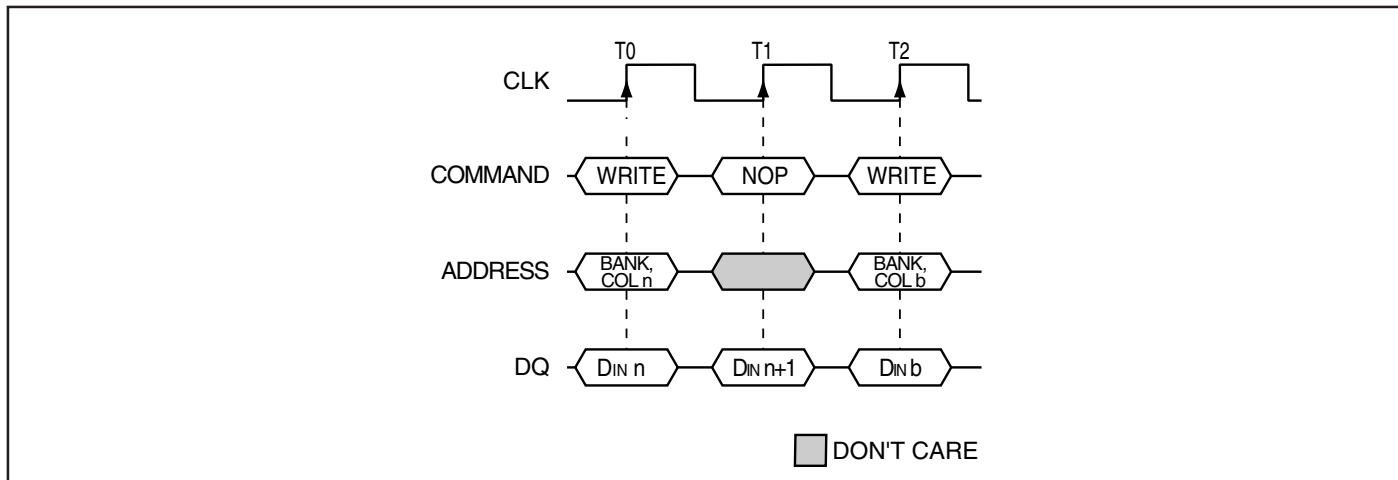 T0 T1 T2
CLK
COMMAND WRITE NOP WRITE
ADDRESS BANK, COL n BANK, COL b
DQ DIN n DIN n+1 DIN b
DON'T CARE